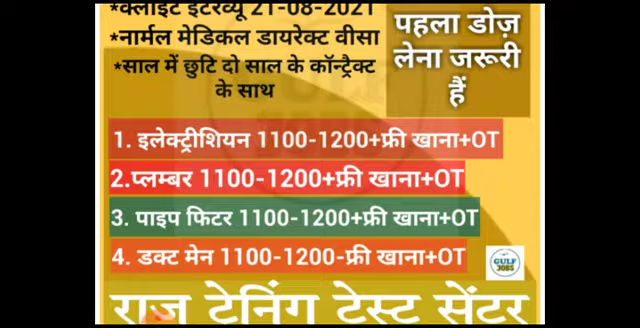 *क्लाइंट इंटरव्यू 21-08-2021
*नार्मल मेडिकल डायरेक्ट वीसा
*साल में छुटि दो साल के कॉन्ट्रैक्ट
के साथ
पहला डोज़
लेना जरूरी
हैं
1. इलेक्ट्रीशियन 1100-1200+फ्री खाना+OT
2.प्लम्बर 1100-1200+फ्री खाना+OT
3. पाइप फिटर 1100-1200+फ्री खाना+OT
4. डक्ट मेन 1100-1200-फ्री खाना+OT
GULF
JOBS
राज टेनिंग टेस्ट सेंटर